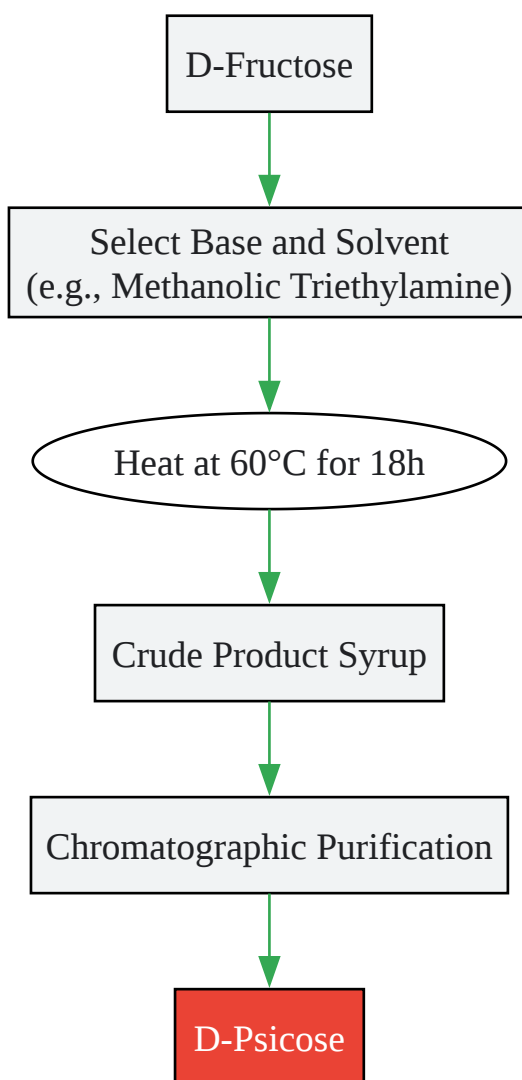 D-Fructose
Select Base and Solvent
(e.g., Methanolic Triethylamine)
Heat at 60°C for 18h
Crude Product Syrup
Chromatographic Purification
D-Psicose